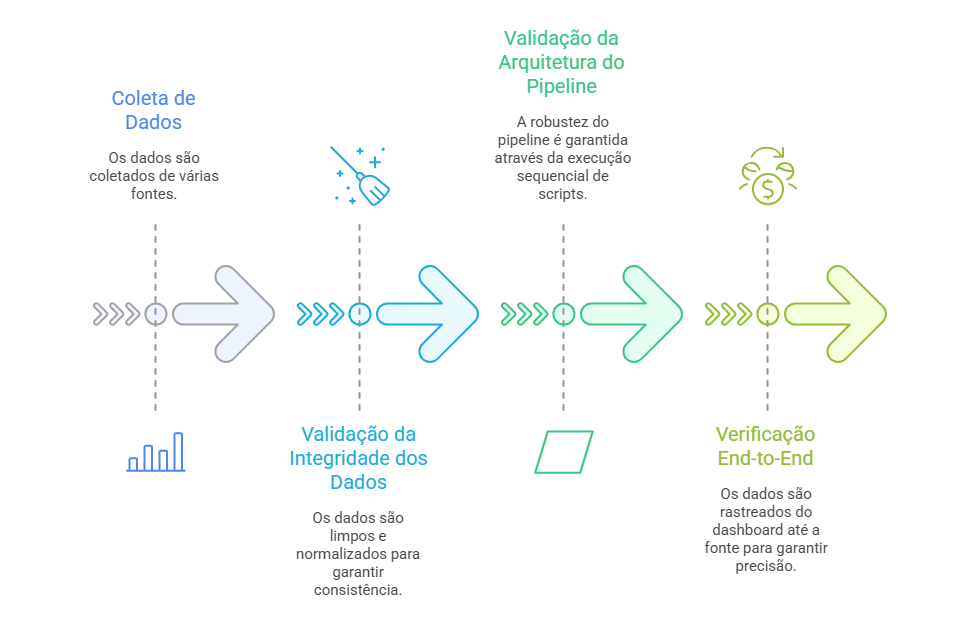 Coleta de
Dados
Os dados são
coletados de várias
fontes.
Validação da
Integridade dos
Dados
Os dados são
limpos e
normalizados para
garantir
consistência.
Validação da
Arquitetura do
Pipeline
A robustez do
pipeline é garantida
através da execução
sequencial de
scripts.
$
Verificação
End-to-End
Os dados são
rastreados do
dashboard até a
fonte para garantir
precisão.